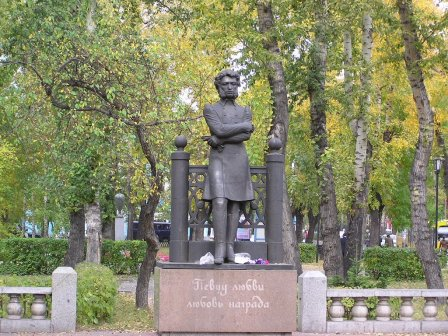 Певцу любви
любовь награда